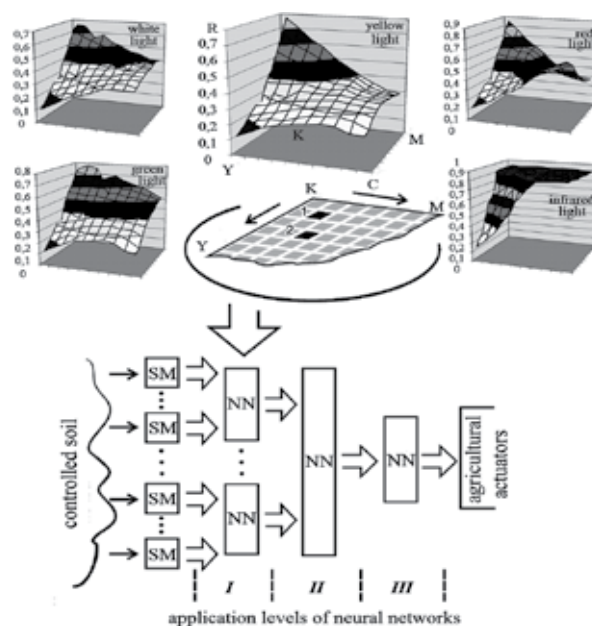 0,7
0,6
0,5
0,4
0,3
0,2
0,1
0
white
light
R
0,7
0,6
0,5
0,4
0,3
0,2
0,1
0
yellow
light
K
Y
M
0,9
0,8
0,7
0,6
0,5
0,4
0,3
0,2
0,1
0
red
light
0,8
0,7
0,6
0,5
0,4
0,3
0,2
0,1
0
green
light
K
C
M
1
2
Y
1
0,9
0,8
0,7
0,6
0,5
0,4
0,3
0,2
0,1
0
infrared
light
controlled soil
SM
SM
SM
SM
NN
NN
NN
NN
agricultural
actuators
I II III
application levels of neural networks